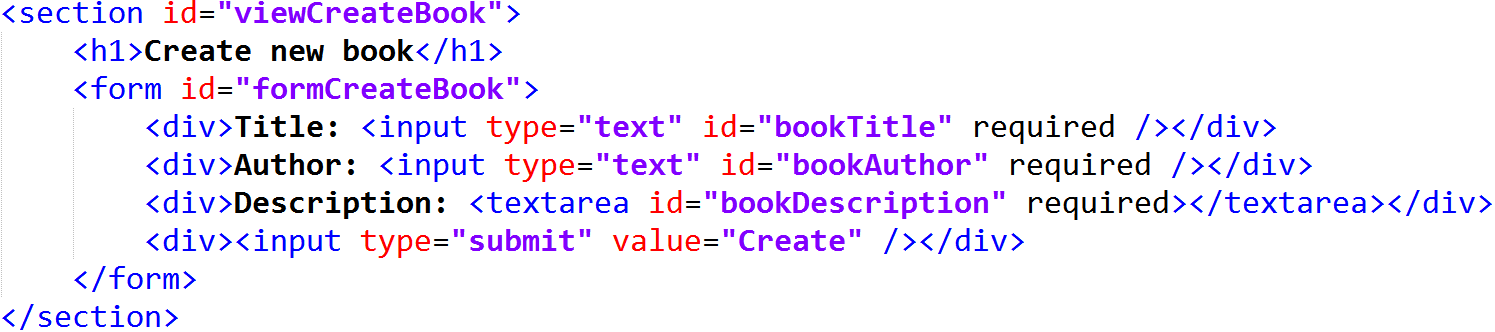 <section id="viewCreateBook">
    <h1>Create new book</h1>
    <form id="formCreateBook">
        <div>Title: <input type="text" id="bookTitle" required /></div>
        <div>Author: <input type="text" id="bookAuthor" required /></div>
        <div>Description: <textarea id="bookDescription" required></textarea></div>
        <div><input type="submit" value="Create" /></div>
    </form>
</section>